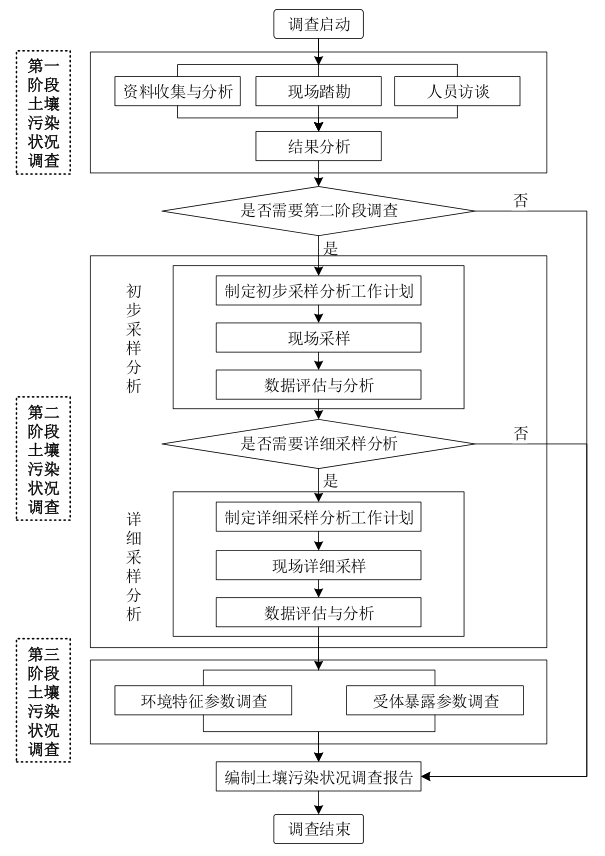 调查启动
第一
阶段
土壤
污染
状况
调查
资料收集与分析
现场踏勘
人员访谈
结果分析
是否需要第二阶段调查
否
是
初
步
采
样
分
析
制定初步采样分析工作计划
现场采样
数据评估与分析
第二
阶段
土壤
污染
状况
调查
是否需要详细采样分析
否
是
详
细
采
样
分
析
制定详细采样分析工作计划
现场详细采样
数据评估与分析
第三
阶段
土壤
污染
状况
调查
环境特征参数调查
受体暴露参数调查
编制土壤污染状况调查报告
调查结束